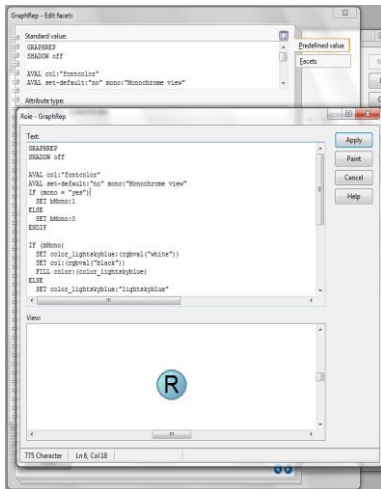 GraphRep - Edit facets
Standard value:
GRAPHREP
SHADOW off
AVAL col:"fontcolor"
AVAL set-default:"no" mono:"Monochrome view"
Attribute type:
Predefined value
Facets
Role - GraphRep
Text:
GRAPHREP
SHADOW off
AVAL col:"fontcolor"
AVAL set-default:"no" mono:"Monochrome view"
IF (mono = "yes")
SET bMono:1
ELSE
SET bMono:0
ENDIF
IF (bMono)
SET color_lightskyblue:(rgbval("white"))
SET col:(rgbval("black"))
FILL color:(color_lightskyblue)
ELSE
SET color_lightskyblue:"lightskyblue"
Apply
Paint
Cancel
Help
View:
R
775 Character
Ln 6, Col 18